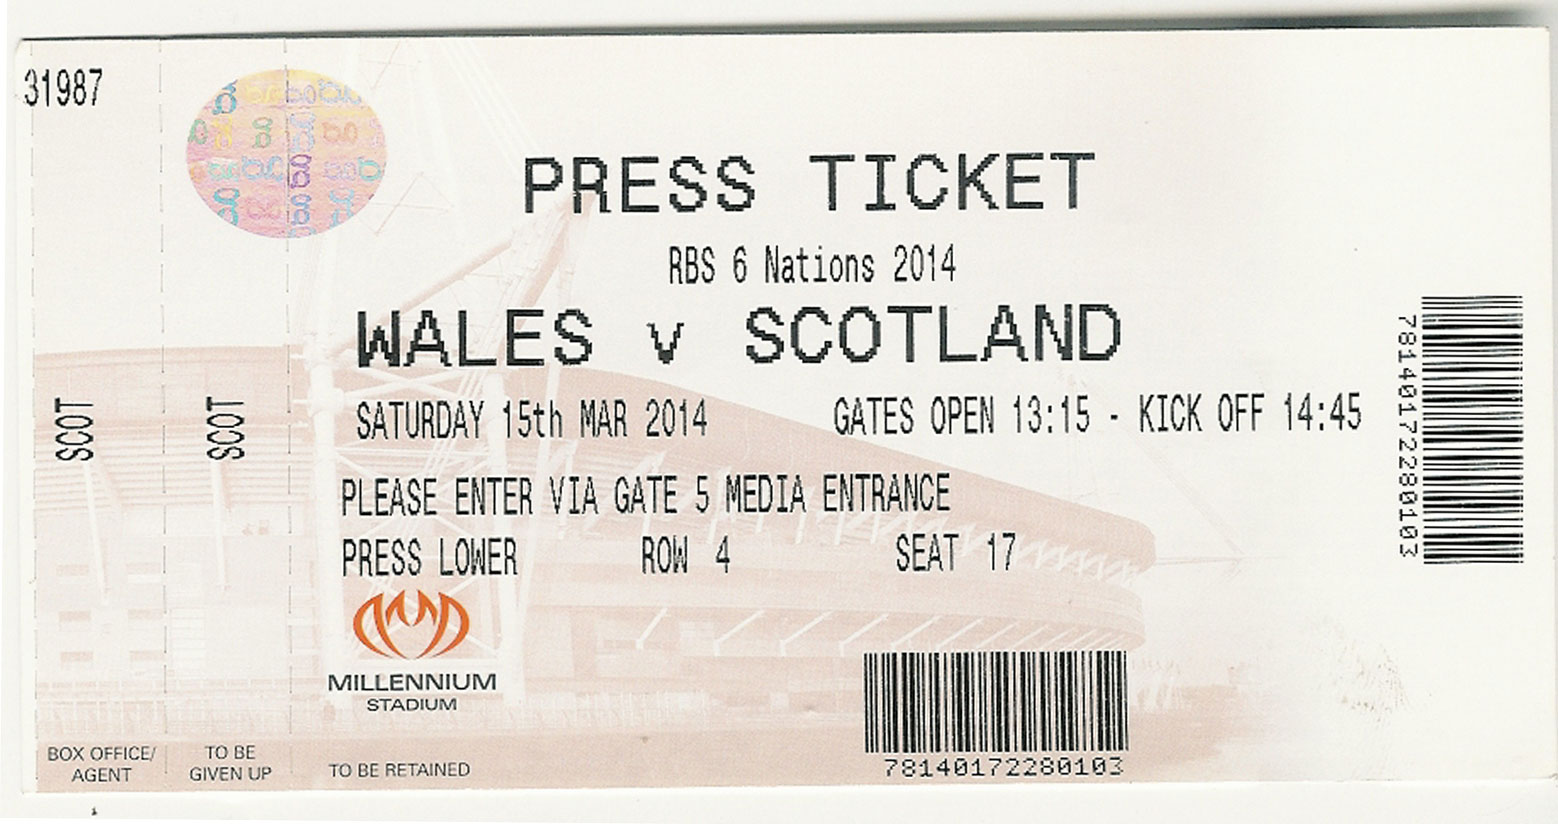 31987
PRESS TICKET
RBS 6 Nations 2014
WALES v SCOTLAND
SATURDAY 15th MAR 2014 GATES OPEN 13:15 - KICK OFF 14:45
PLEASE ENTER VIA GATE 5 MEDIA ENTRANCE
PRESS LOWER ROW 4 SEAT 17
SCOT
SCOT
MILLENNIUM
STADIUM
BOX OFFICE/
AGENT
TO BE
GIVEN UP
TO BE RETAINED
78140172280103
78140172280103